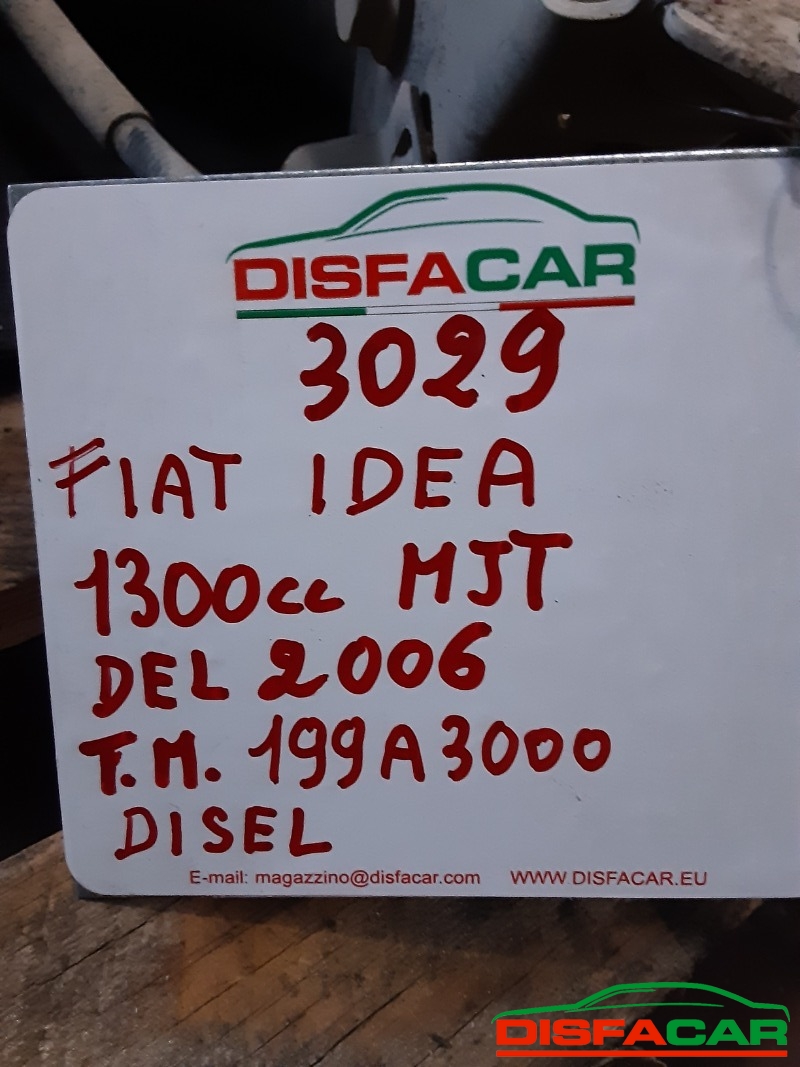 DISFACAR
3029
FIAT IDEA
1300cc MJT
DEL 2006
T.M. 199A3000
DISEL
E-mail: magazzino@disfacar.com WWW.DISFACAR.EU
DISFACAR